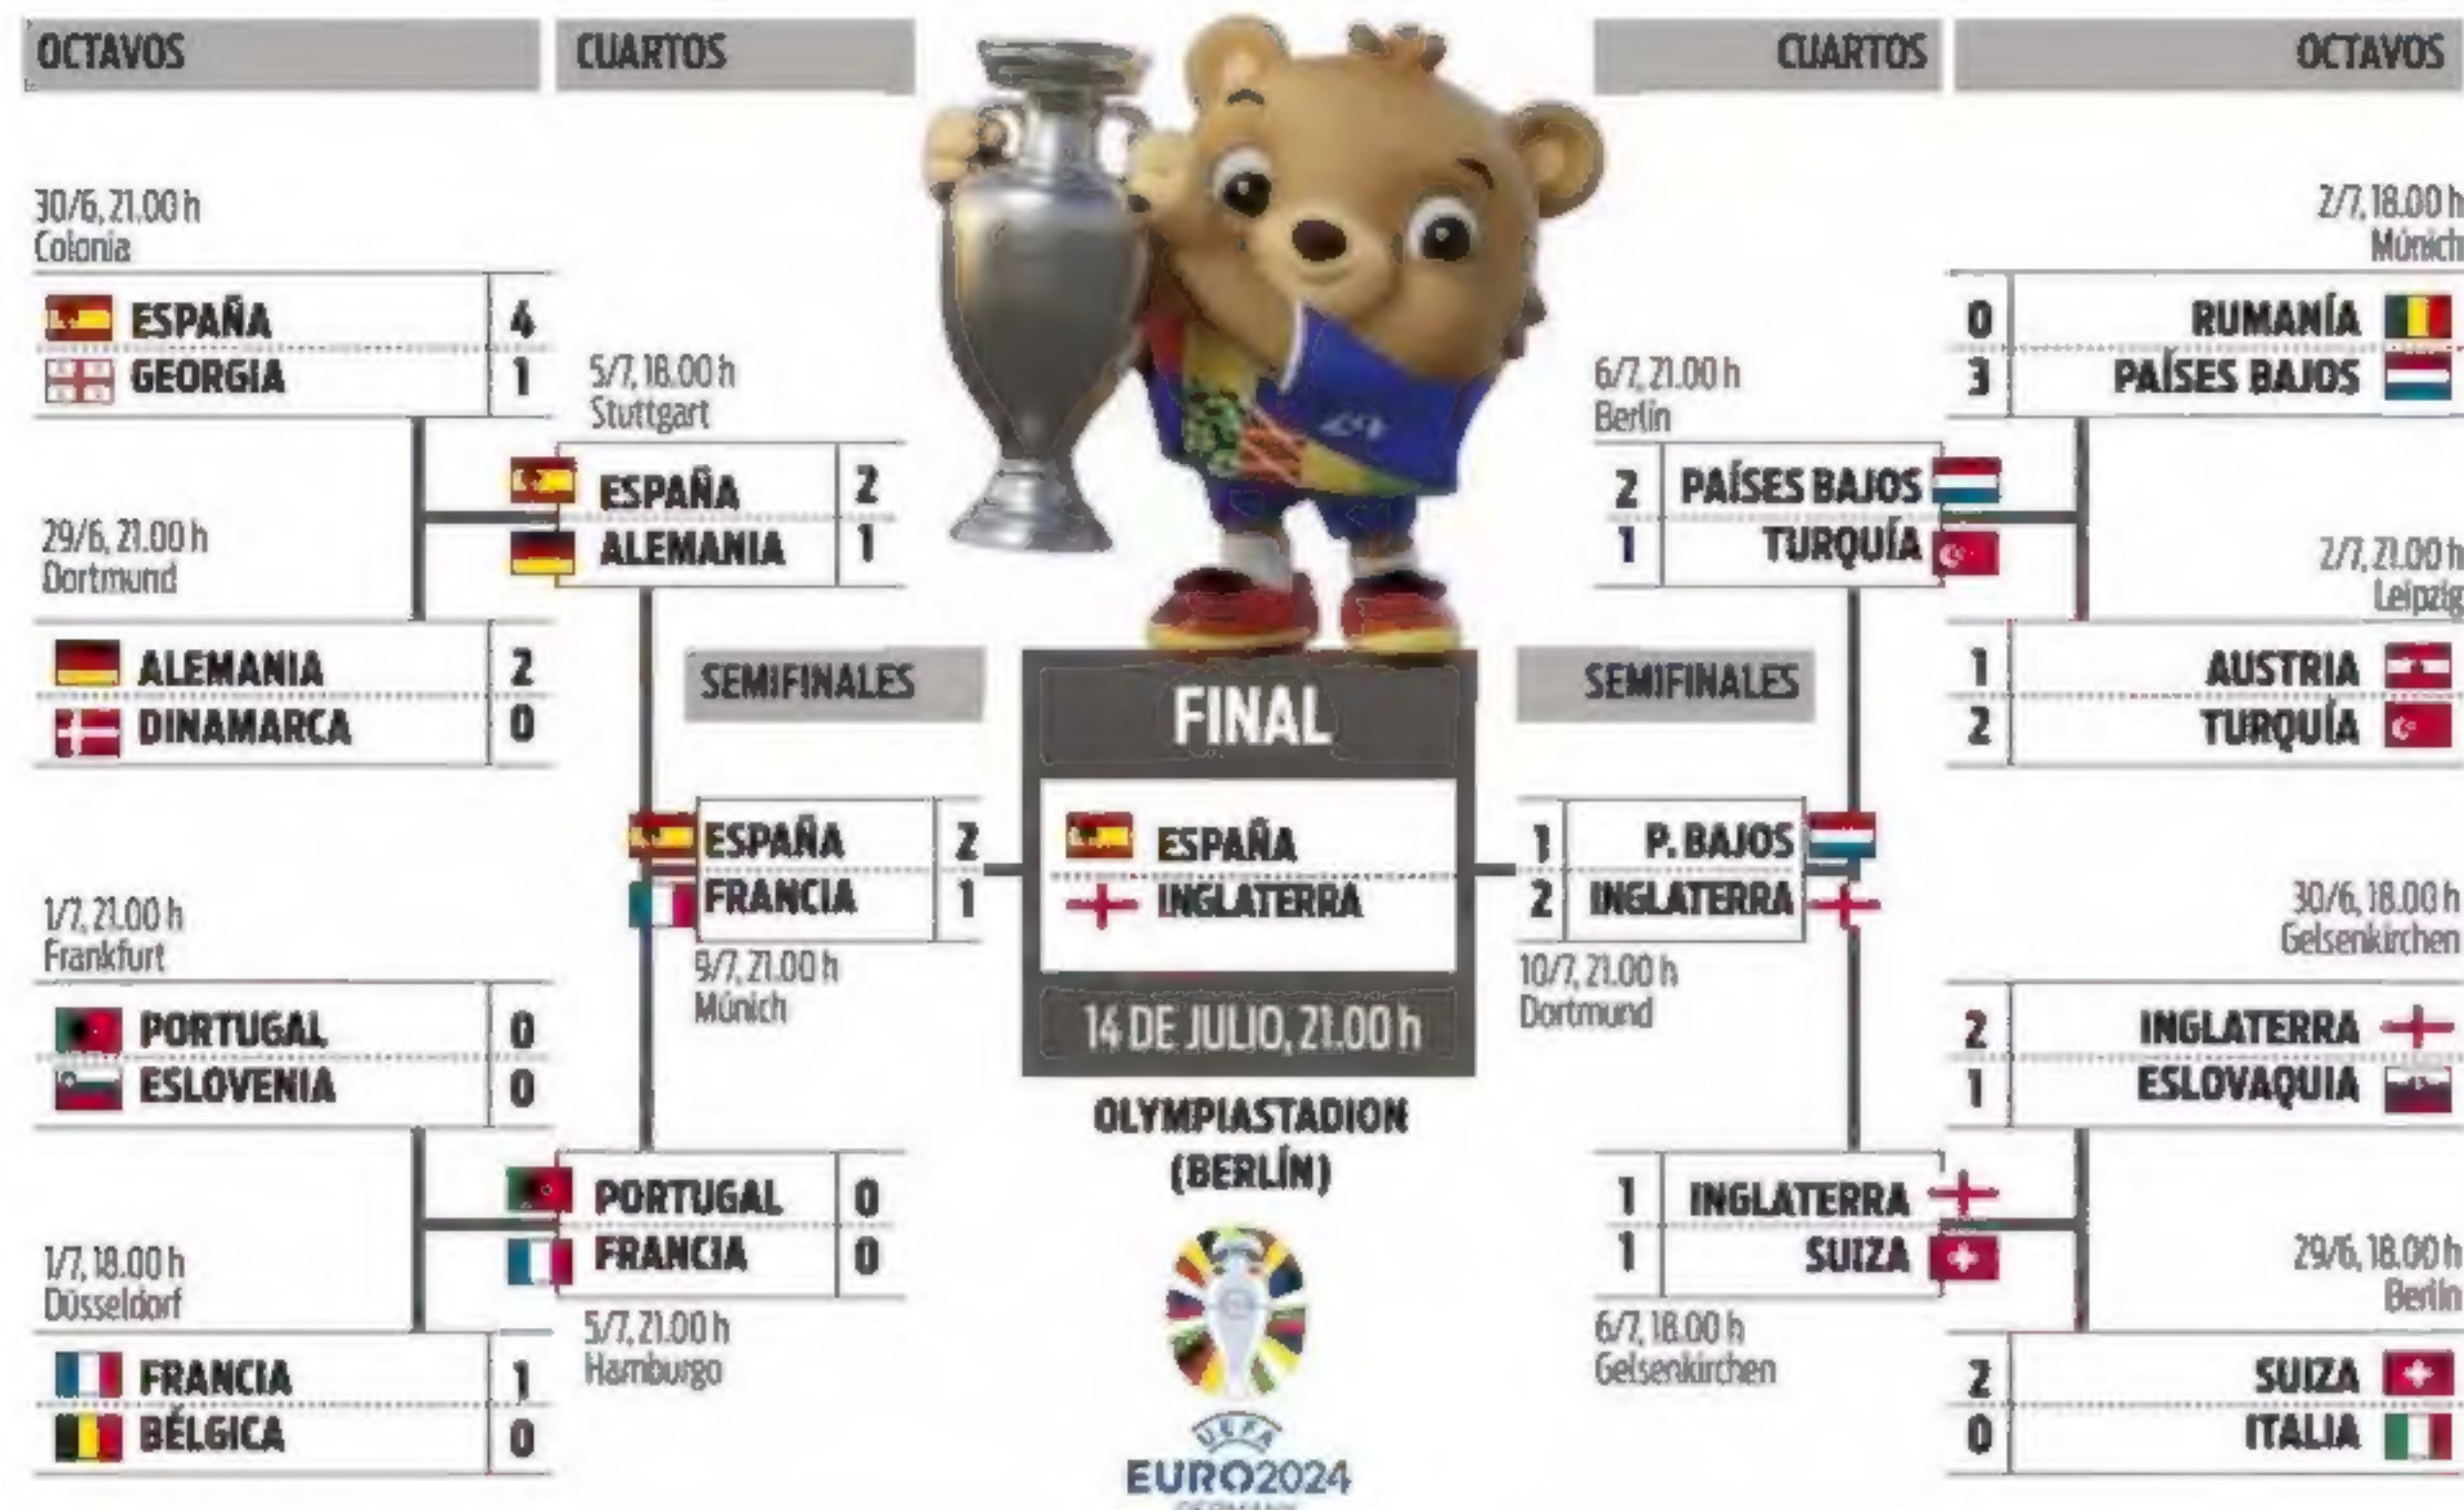 OCTAVOS
CUARTOS
30/6, 21.00 h
Colonia
ESPAÑA 4
GEORGIA 1
29/6, 21.00 h
Dortmund
ALEMANIA 2
DINAMARCA 0
5/7, 18.00 h
Stuttgart
ESPAÑA 2
ALEMANIA 1
1/7, 21.00 h
Frankfurt
PORTUGAL 0
ESLOVENIA 0
1/7, 18.00 h
Düsseldorf
FRANCIA 1
BÉLGICA 0
PORTUGAL 0
FRANCIA 0
5/7, 21.00 h
Hamburgo
SEMIFINALES
ESPAÑA 2
FRANCIA 1
9/7, 21.00 h
Múnich
FINAL
ESPAÑA
INGLATERRA
14 DE JULIO, 21.00 h
OLYMPIASTADION
(BERLÍN)
UEFA
EURO2024
GERMANY
SEMIFINALES
1 P. BAJOS
2 INGLATERRA
10/7, 21.00 h
Dortmund
CUARTOS
OCTAVOS
6/7, 21.00 h
Berlín
2 PAÍSES BAJOS
1 TURQUÍA
2/7, 18.00 h
Múnich
0 RUMANÍA
3 PAÍSES BAJOS
2/7, 21.00 h
Leipzig
1 AUSTRIA
2 TURQUÍA
30/6, 18.00 h
Gelsenkirchen
2 INGLATERRA
1 ESLOVAQUIA
1 INGLATERRA
1 SUIZA
6/7, 18.00 h
Gelsenkirchen
29/6, 18.00 h
Berlín
2 SUIZA
0 ITALIA